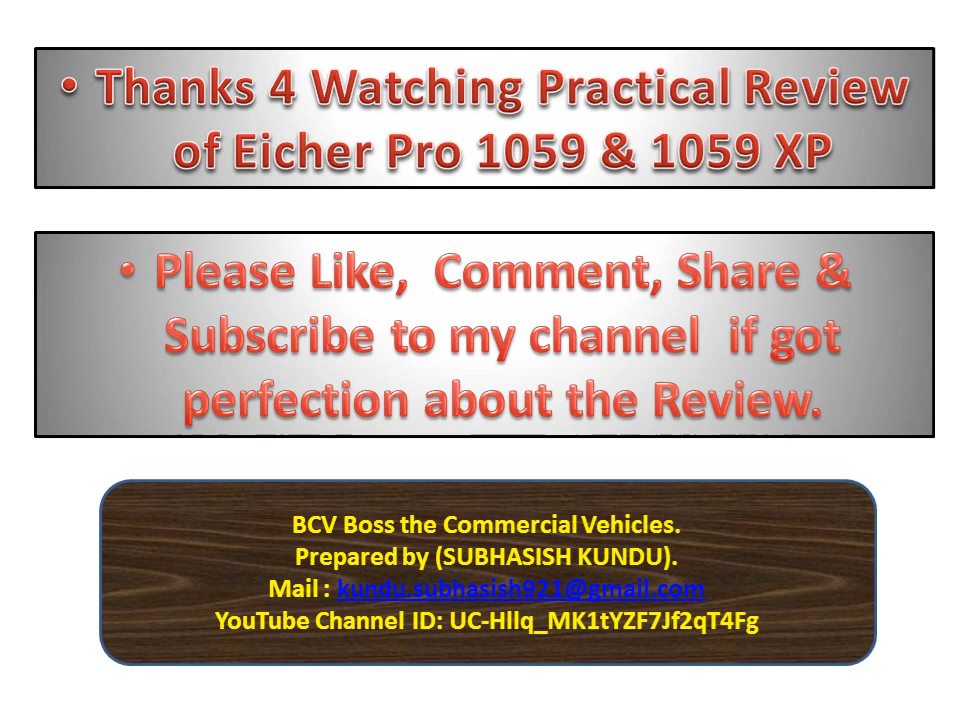 • Thanks 4 Watching Practical Review
of Eicher Pro 1059 & 1059 XP
• Please Like, Comment, Share &
Subscribe to my channel if got
perfection about the Review.
BCV Boss the Commercial Vehicles.
Prepared by (SUBHASISH KUNDU).
Mail : kundu.subhasish921@gmail.com
YouTube Channel ID: UC-Hllq_MK1tYZF7Jf2qT4Fg